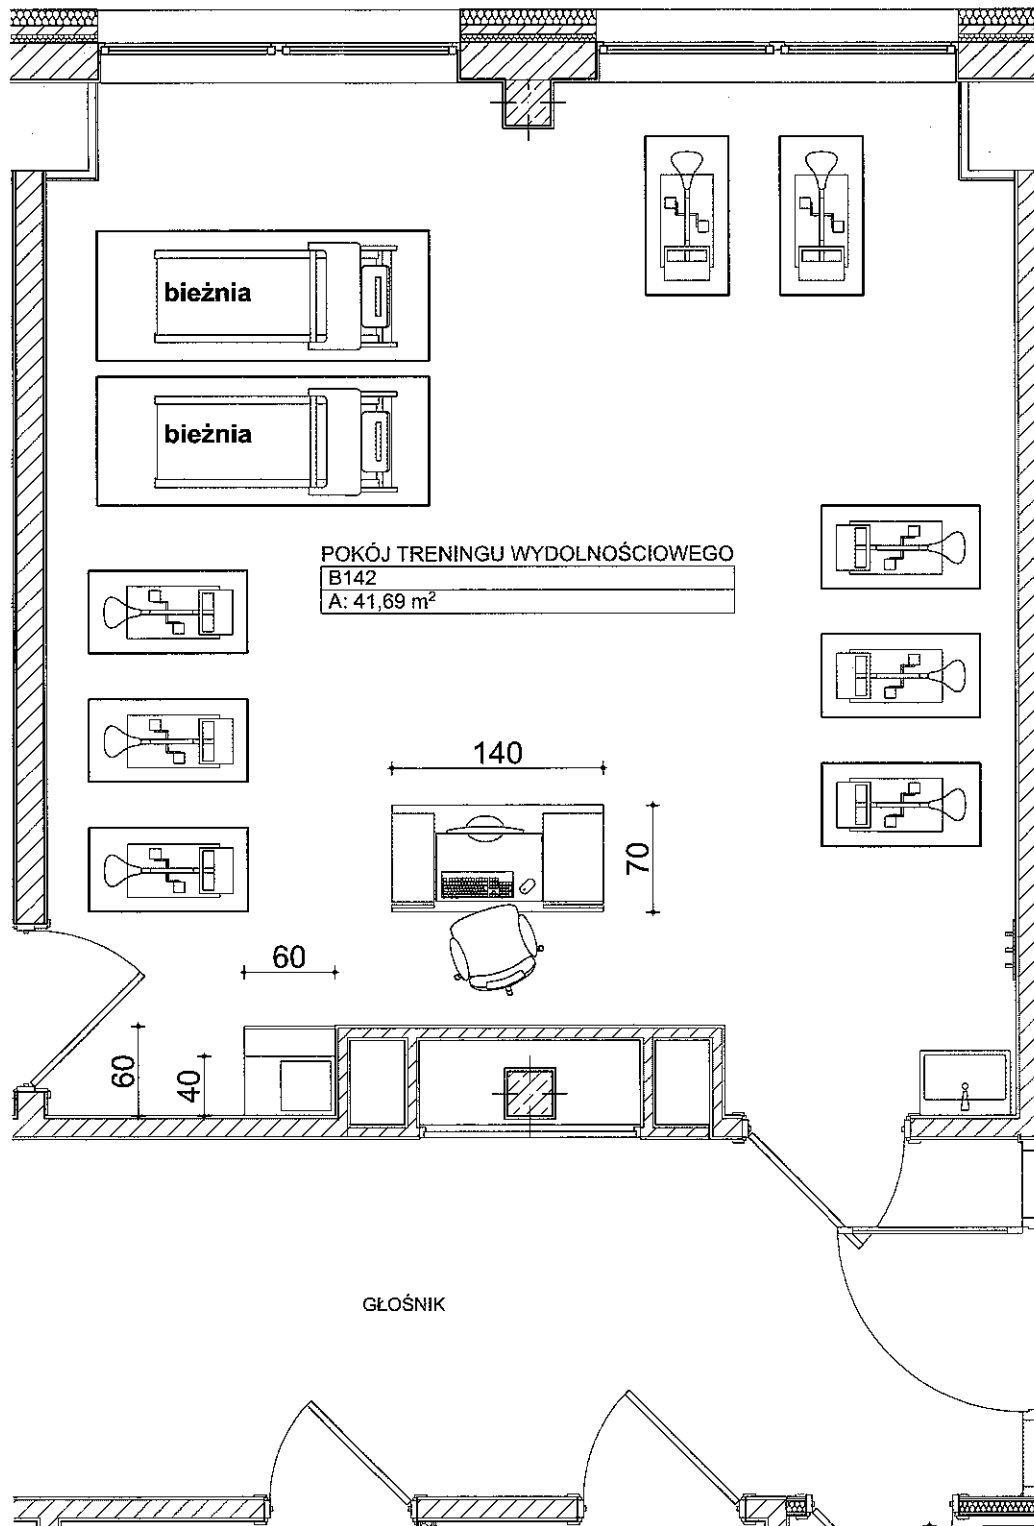 bieżnia
bieżnia
POKÓJ TRENINGU WYDOLNOŚCIOWEGO
B142
A: 41,69 m²
140
70
60
60
40
GŁOŚNIK